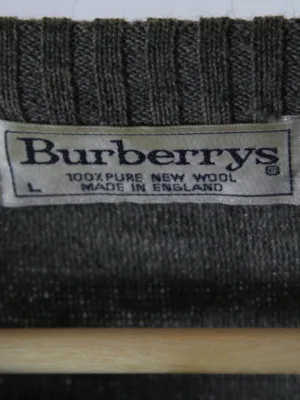 Burberrys®
100% PURE NEW WOOL
L MADE IN ENGLAND